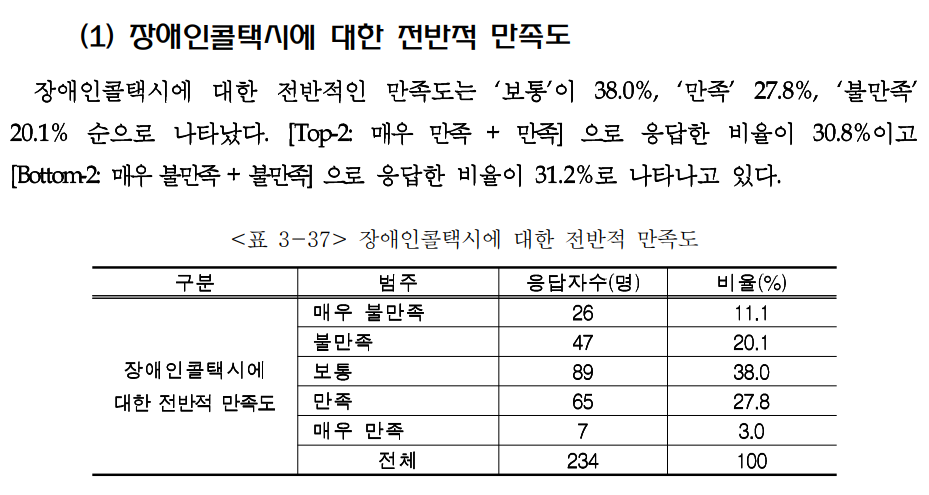 (1) 장애인콜택시에 대한 전반적 만족도
장애인콜택시에 대한 전반적인 만족도는 ‘보통’이 38.0%, ‘만족’ 27.8%, ‘불만족’
20.1% 순으로 나타났다. [Top-2: 매우 만족 + 만족] 으로 응답한 비율이 30.8%이고
[Bottom-2: 매우 불만족 + 불만족] 으로 응답한 비율이 31.2%로 나타나고 있다.
<표 3-37> 장애인콜택시에 대한 전반적 만족도
구분 범주 응답자수(명) 비율(%)
매우 불만족 26 11.1
불만족 47 20.1
장애인콜택시에
보통 89 38.0
대한 전반적 만족도
만족 65 27.8
매우 만족 7 3.0
전체 234 100